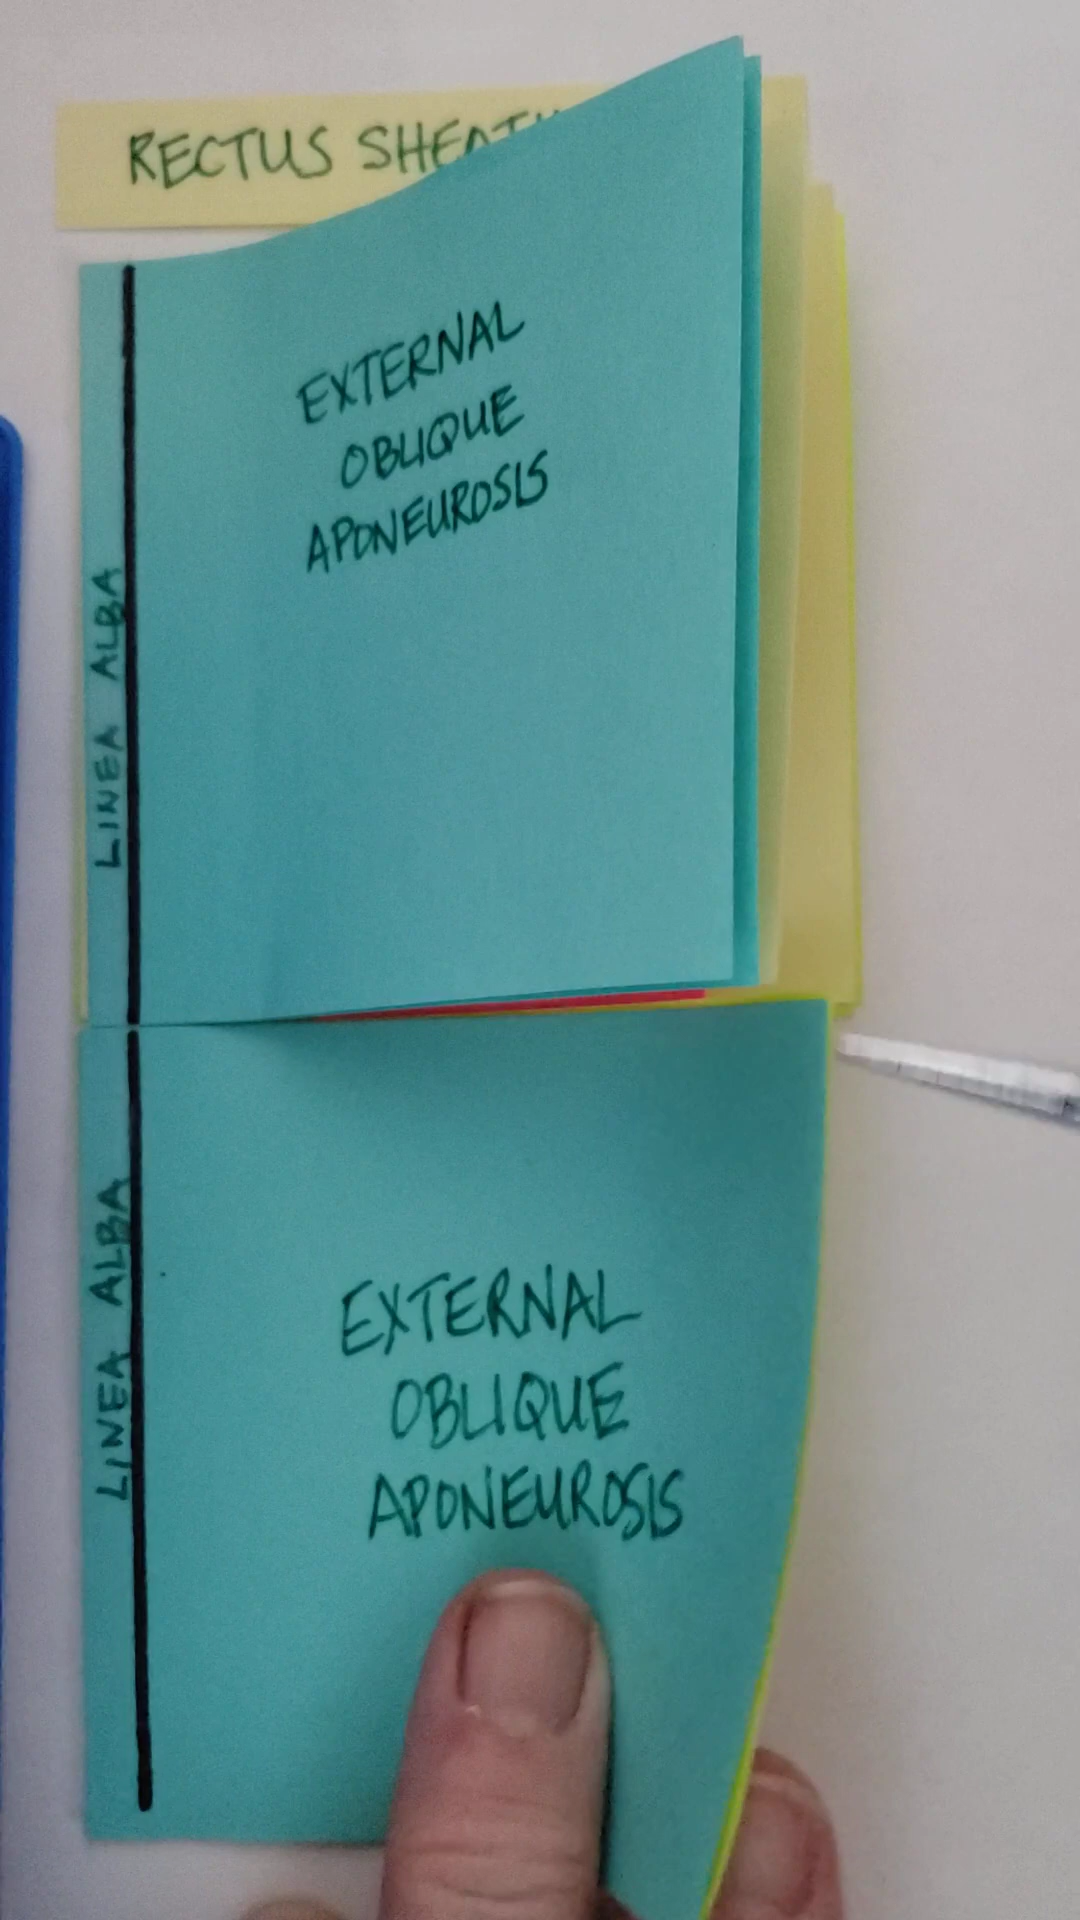 RECTUS
EXTERNAL
OBLIQUE
APONEUROSIS
LINEA ALBA
EXTERNAL
OBLIQUE
APONEUROSIS
LINEA ALBA